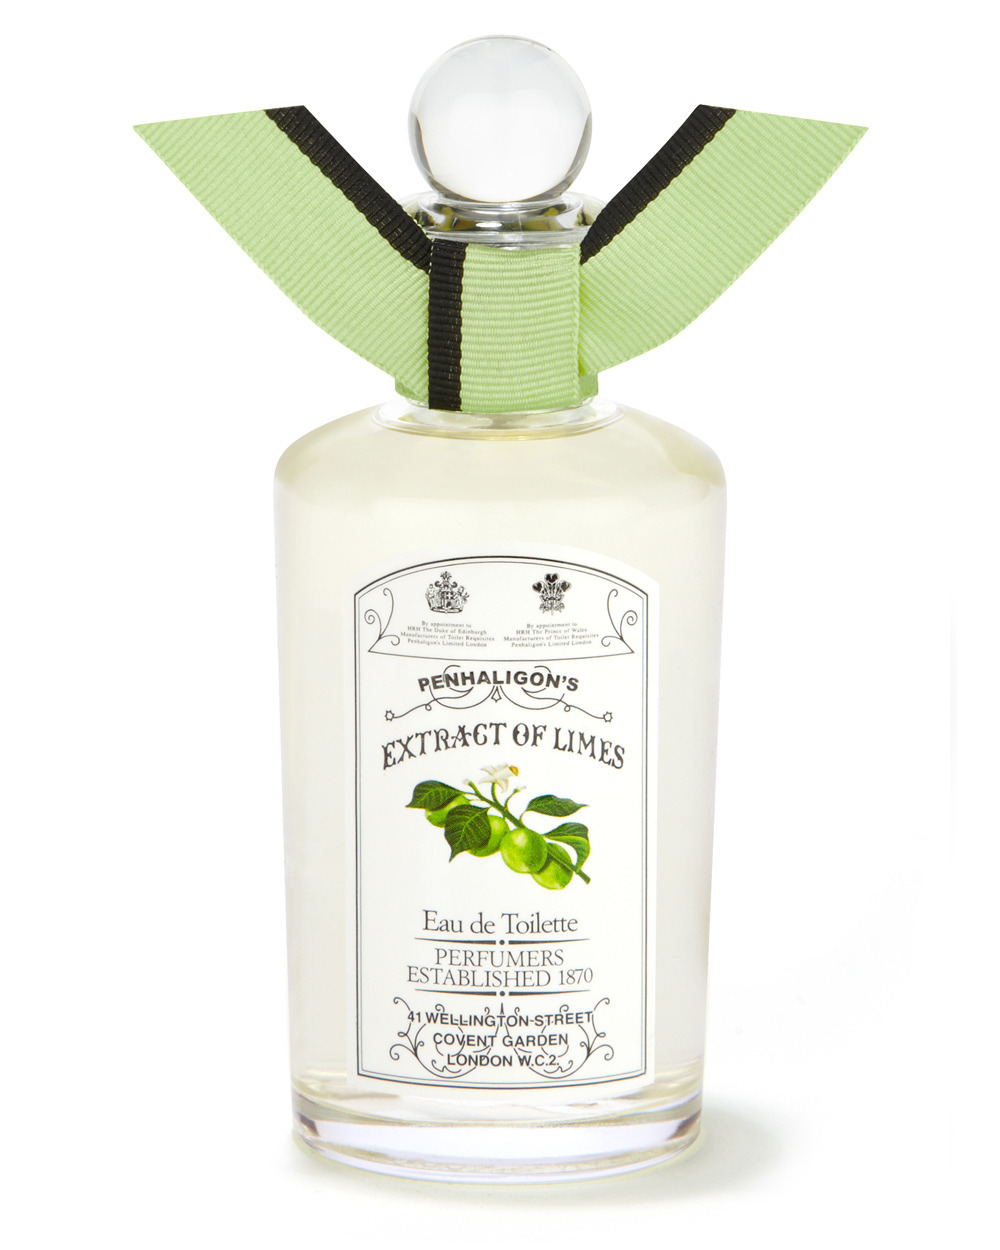 By appointment to
HRH The Duke of Edinburgh
Manufacturers of Toilet Requisites
Penhaligon's Limited London
By appointment to
HRH The Prince of Wales
Manufacturers of Toilet Requisites
Penhaligon's Limited London
PENHALIGON'S
EXTRACT OF LIMES
Eau de Toilette
PERFUMERS
ESTABLISHED 1870
41 WELLINGTON-STREET
COVENT GARDEN
LONDON W.C.2.